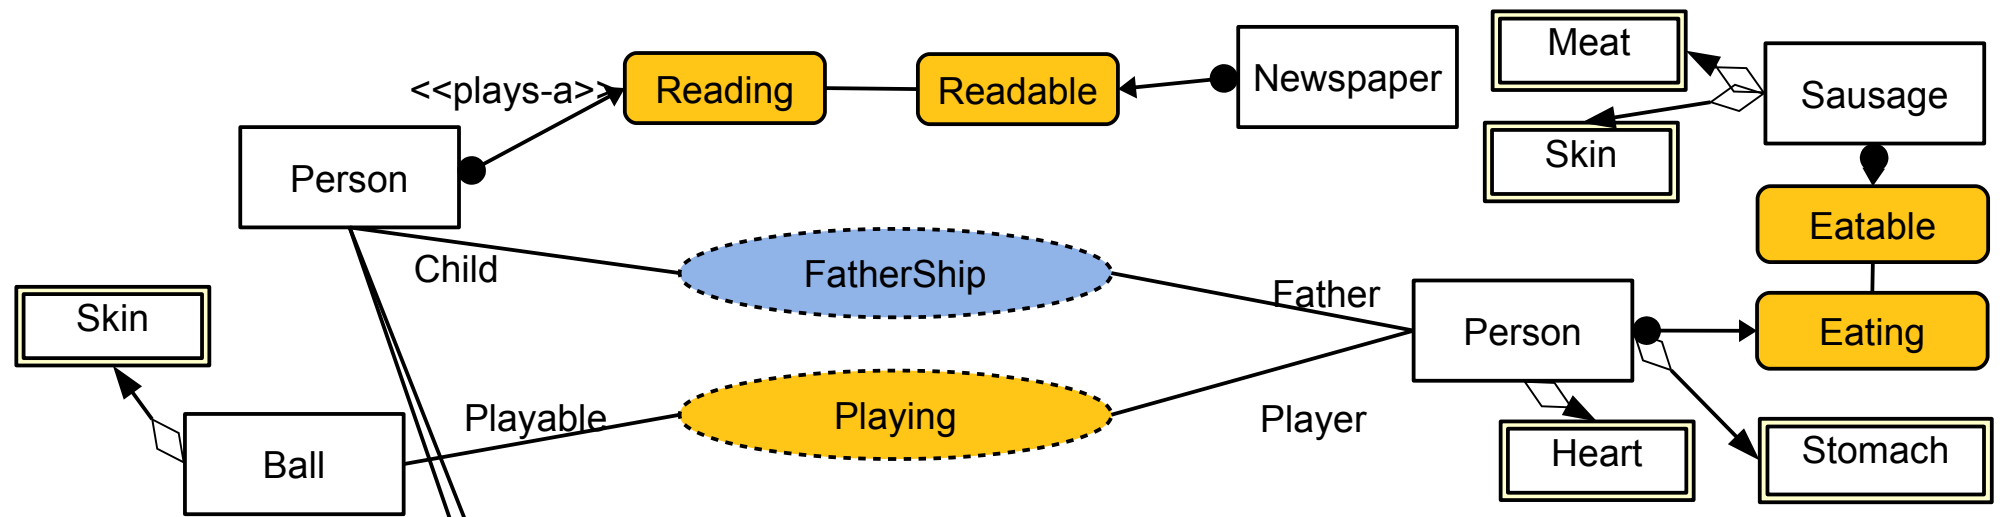 Meat
Newspaper
<<plays-a>>
Reading
Readable
Sausage
Skin
Person
Eatable
Child
FatherShip
Father
Skin
Person
Eating
Playable
Playing
Player
Ball
Heart
Stomach